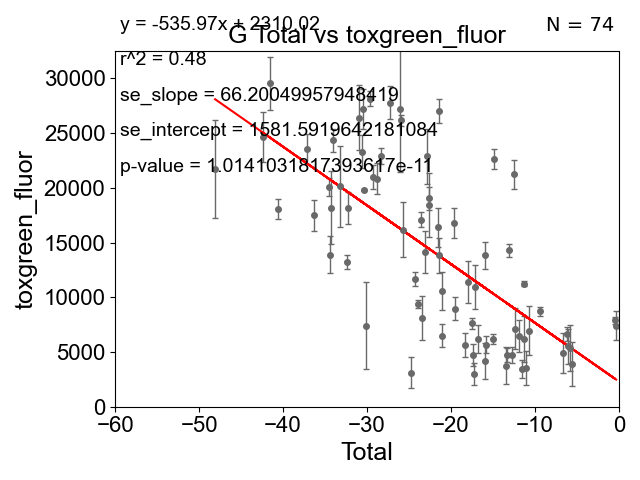 y = -535.97x + 2310.02
N = 74
G Total vs toxgreen_fluor
r^2 = 0.48
se_slope = 66.20049957948419
se_intercept = 1581.5919642181084
p-value = 1.0141031817393617e-11
30000
25000
20000
15000
10000
5000
0
toxgreen_fluor
−60 −50 −40 −30 −20 −10 0
Total